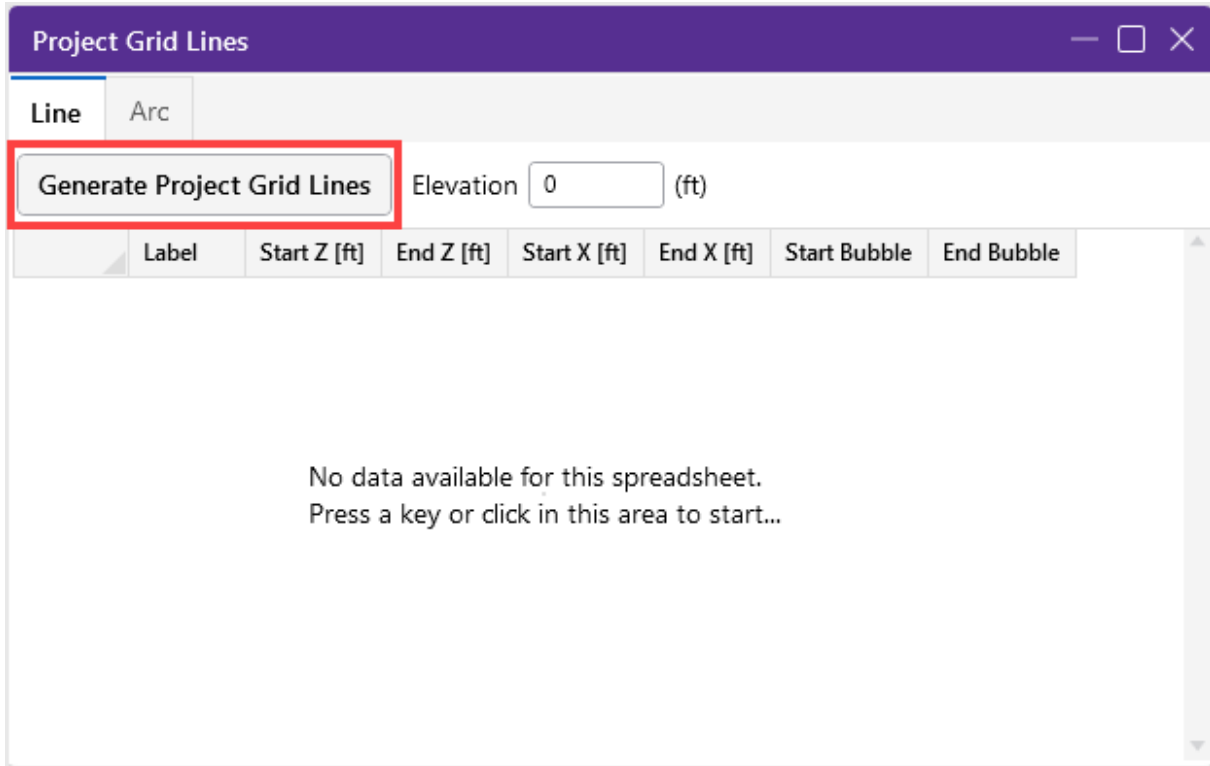 Project Grid Lines
Line Arc
Generate Project Grid Lines Elevation 0 (ft)
Label Start Z [ft] End Z [ft] Start X [ft] End X [ft] Start Bubble End Bubble
No data available for this spreadsheet.
Press a key or click in this area to start...